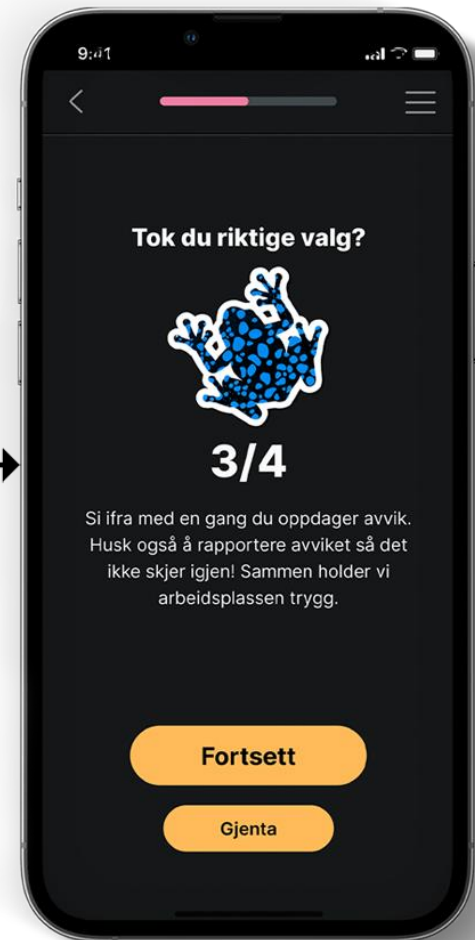 9:41
Tok du riktige valg?
3/4
Si ifra med en gang du oppdager avvik.
Husk også å rapportere avviket så det
ikke skjer igjen! Sammen holder vi
arbeidsplassen trygg.
Fortsett
Gjenta